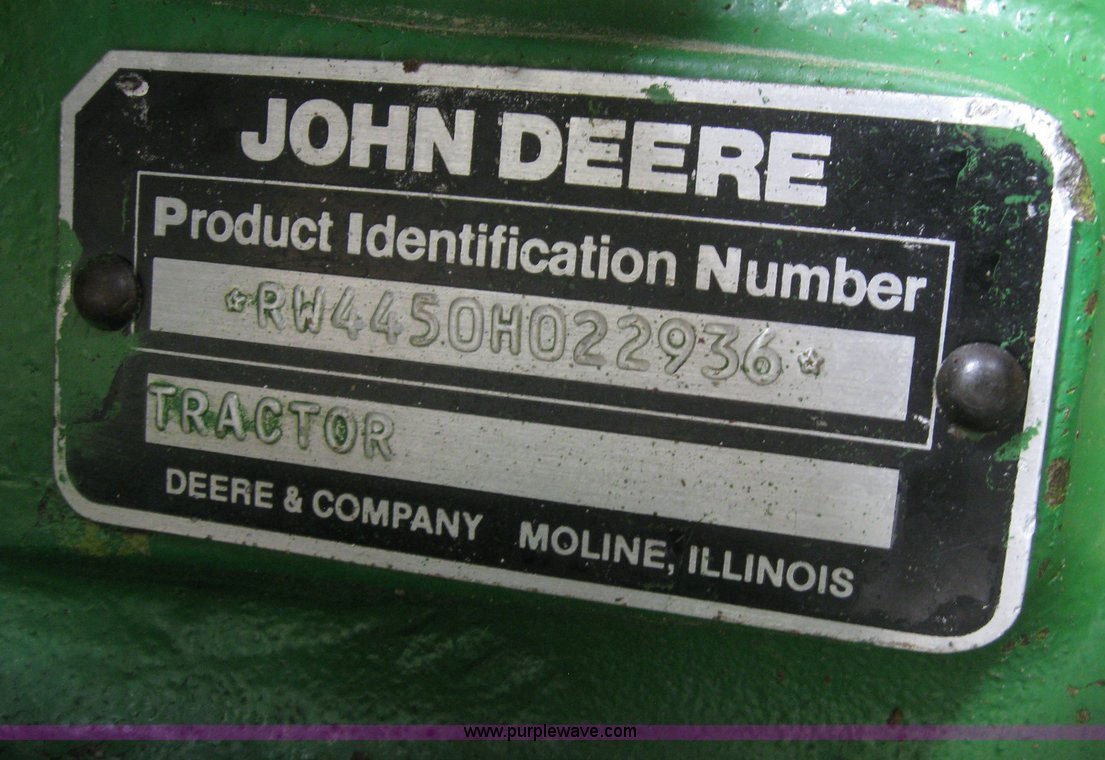 JOHN DEERE
Product Identification Number
*RW4450H022936*
TRACTOR
DEERE & COMPANY MOLINE, ILLINOIS
www.purplewave.com